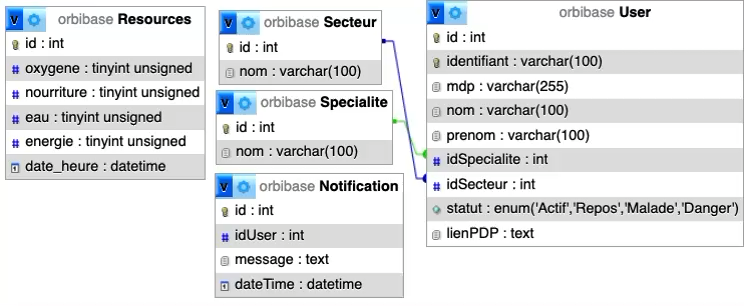 orbibase Resources
id : int
oxygene : tinyint unsigned
nourriture : tinyint unsigned
eau : tinyint unsigned
energie : tinyint unsigned
date_heure : datetime
orbibase Secteur
id : int
nom : varchar(100)
orbibase Specialite
id : int
nom : varchar(100)
orbibase Notification
id : int
idUser : int
message : text
dateTime : datetime
orbibase User
id : int
identifiant : varchar(100)
mdp : varchar(255)
nom : varchar(100)
prenom : varchar(100)
idSpecialite : int
idSecteur : int
statut : enum('Actif','Repos','Malade','Danger')
lienPDP : text